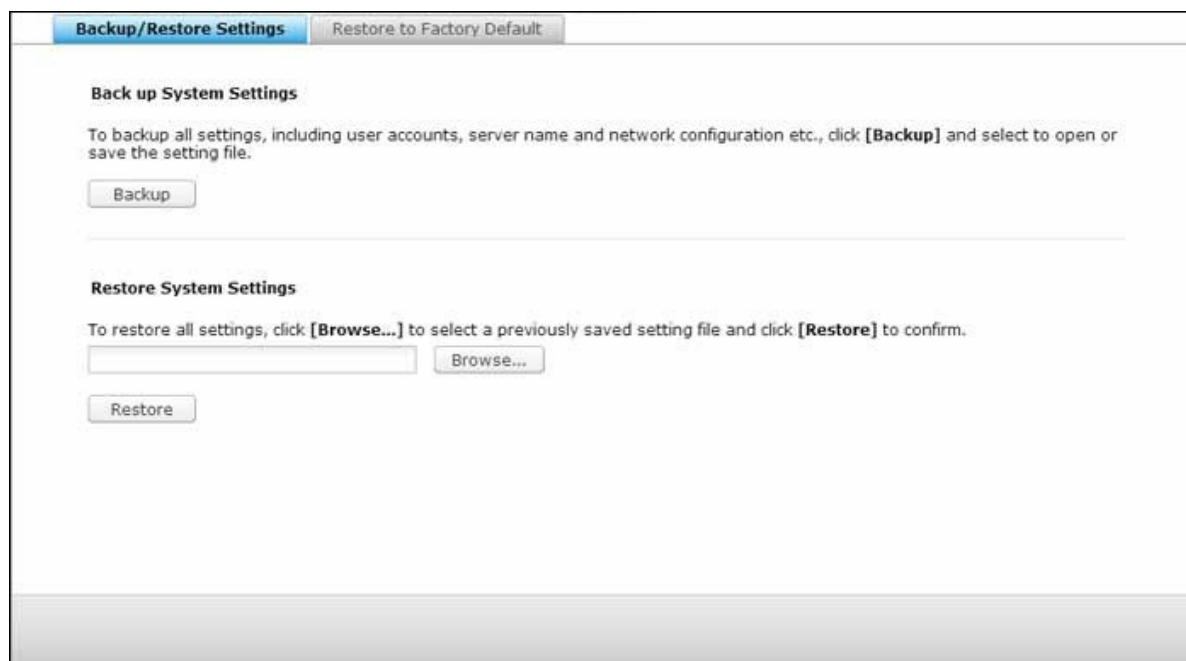 Backup/Restore Settings
Restore to Factory Default
Back up System Settings
To backup all settings, including user accounts, server name and network configuration etc., click [Backup] and select to open or
save the setting file.
Backup
Restore System Settings
To restore all settings, click [Browse...] to select a previously saved setting file and click [Restore] to confirm.
Browse...
Restore